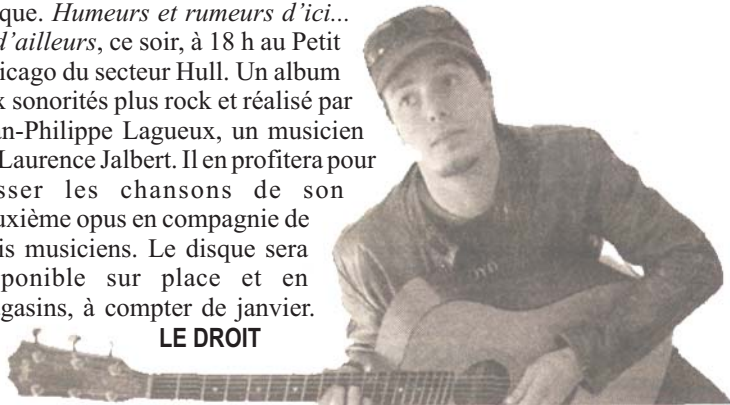 que. Humeurs et rumeurs d'ici...
d'ailleurs, ce soir, à 18 h au Petit
icago du secteur Hull. Un album
x sonorités plus rock et réalisé par
an-Philippe Lagueux, un musicien
Laurence Jalbert. Il en profitera pour
sser les chansons de son
uxième opus en compagnie de
is musiciens. Le disque sera
ponible sur place et en
gasins, à compter de janvier.
LE DROIT